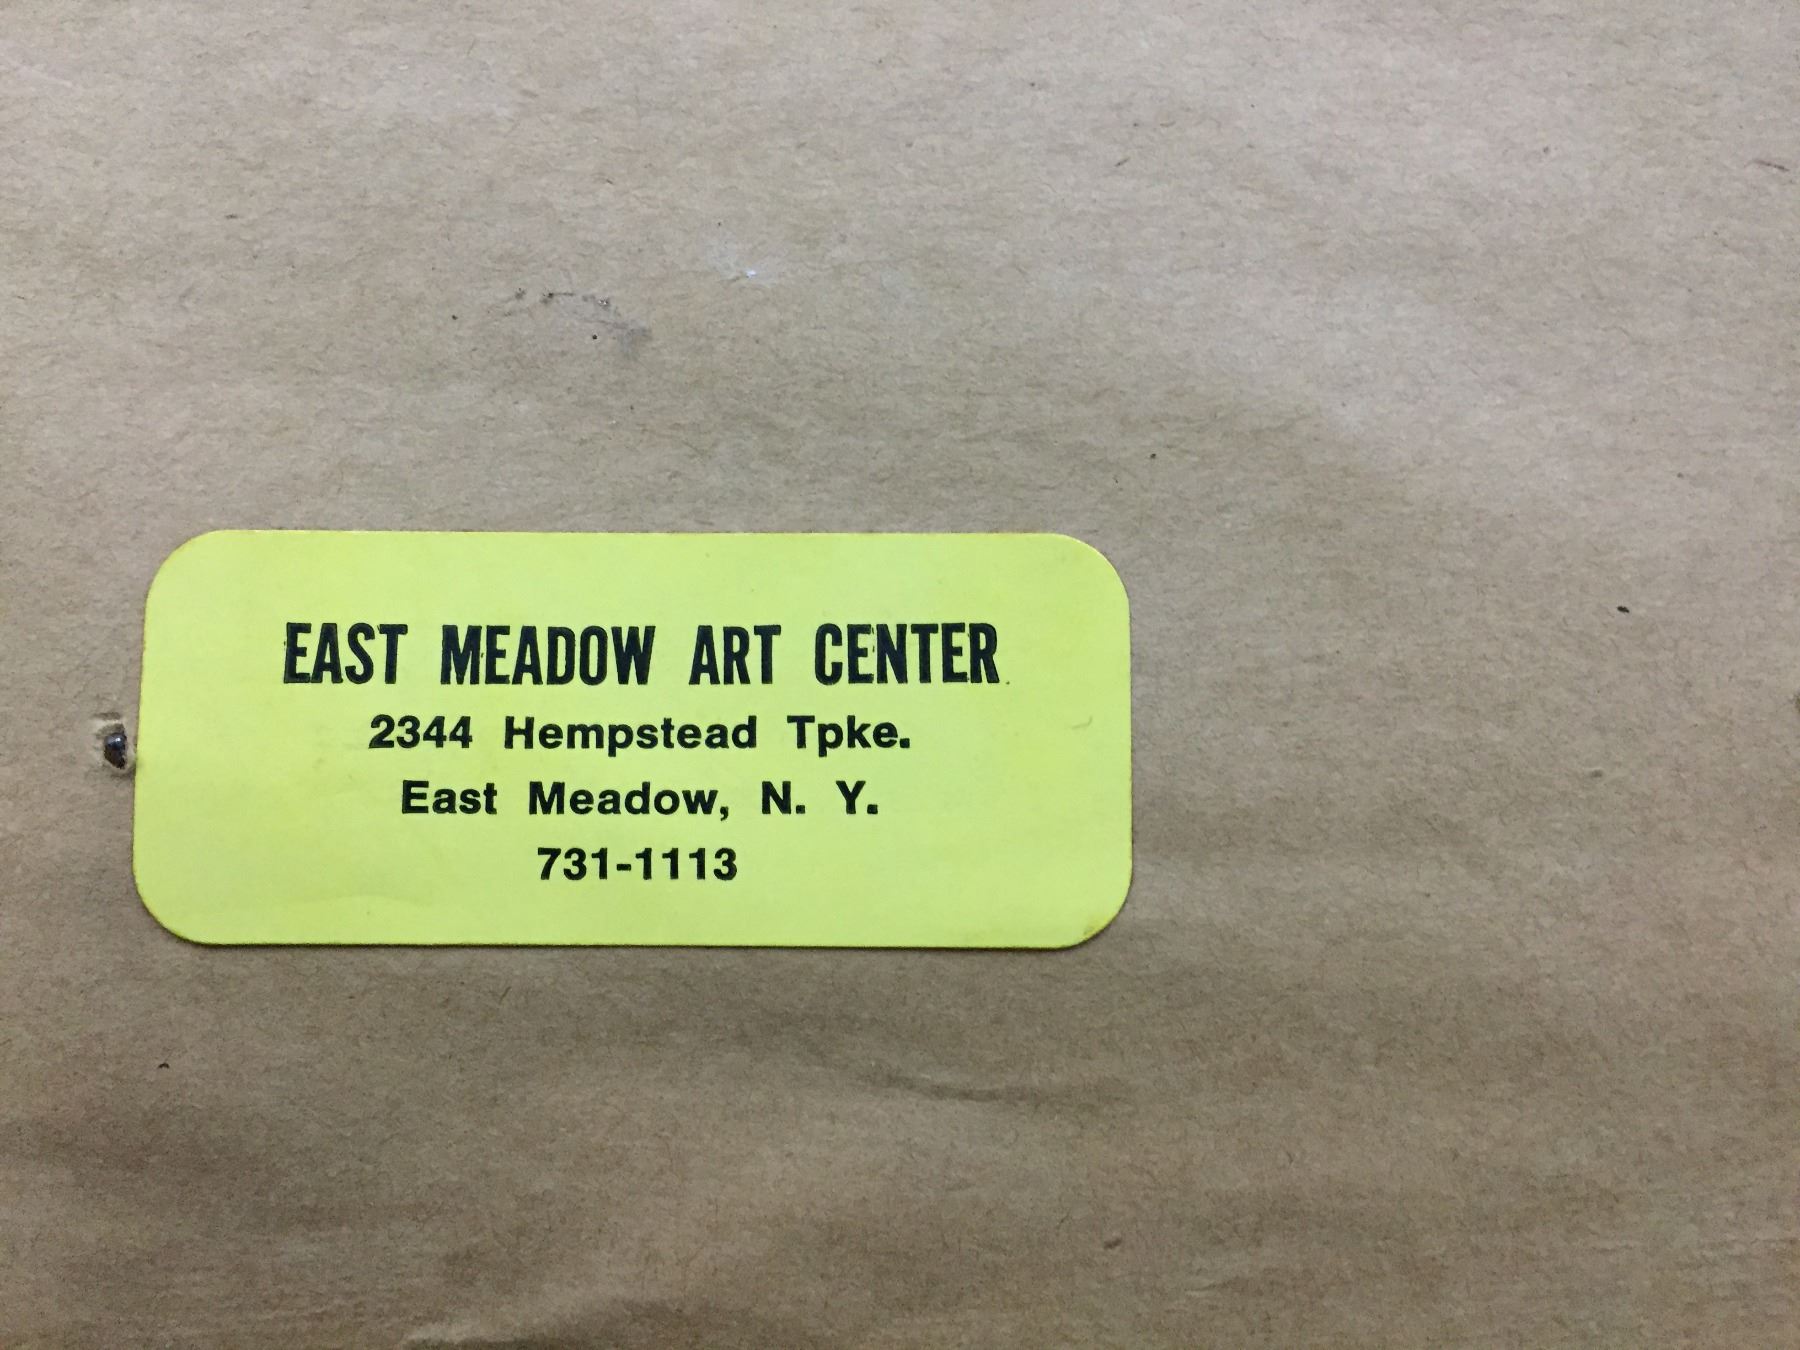 EAST MEADOW ART CENTER
2344 Hempstead Tpke.
East Meadow, N. Y.
731-1113